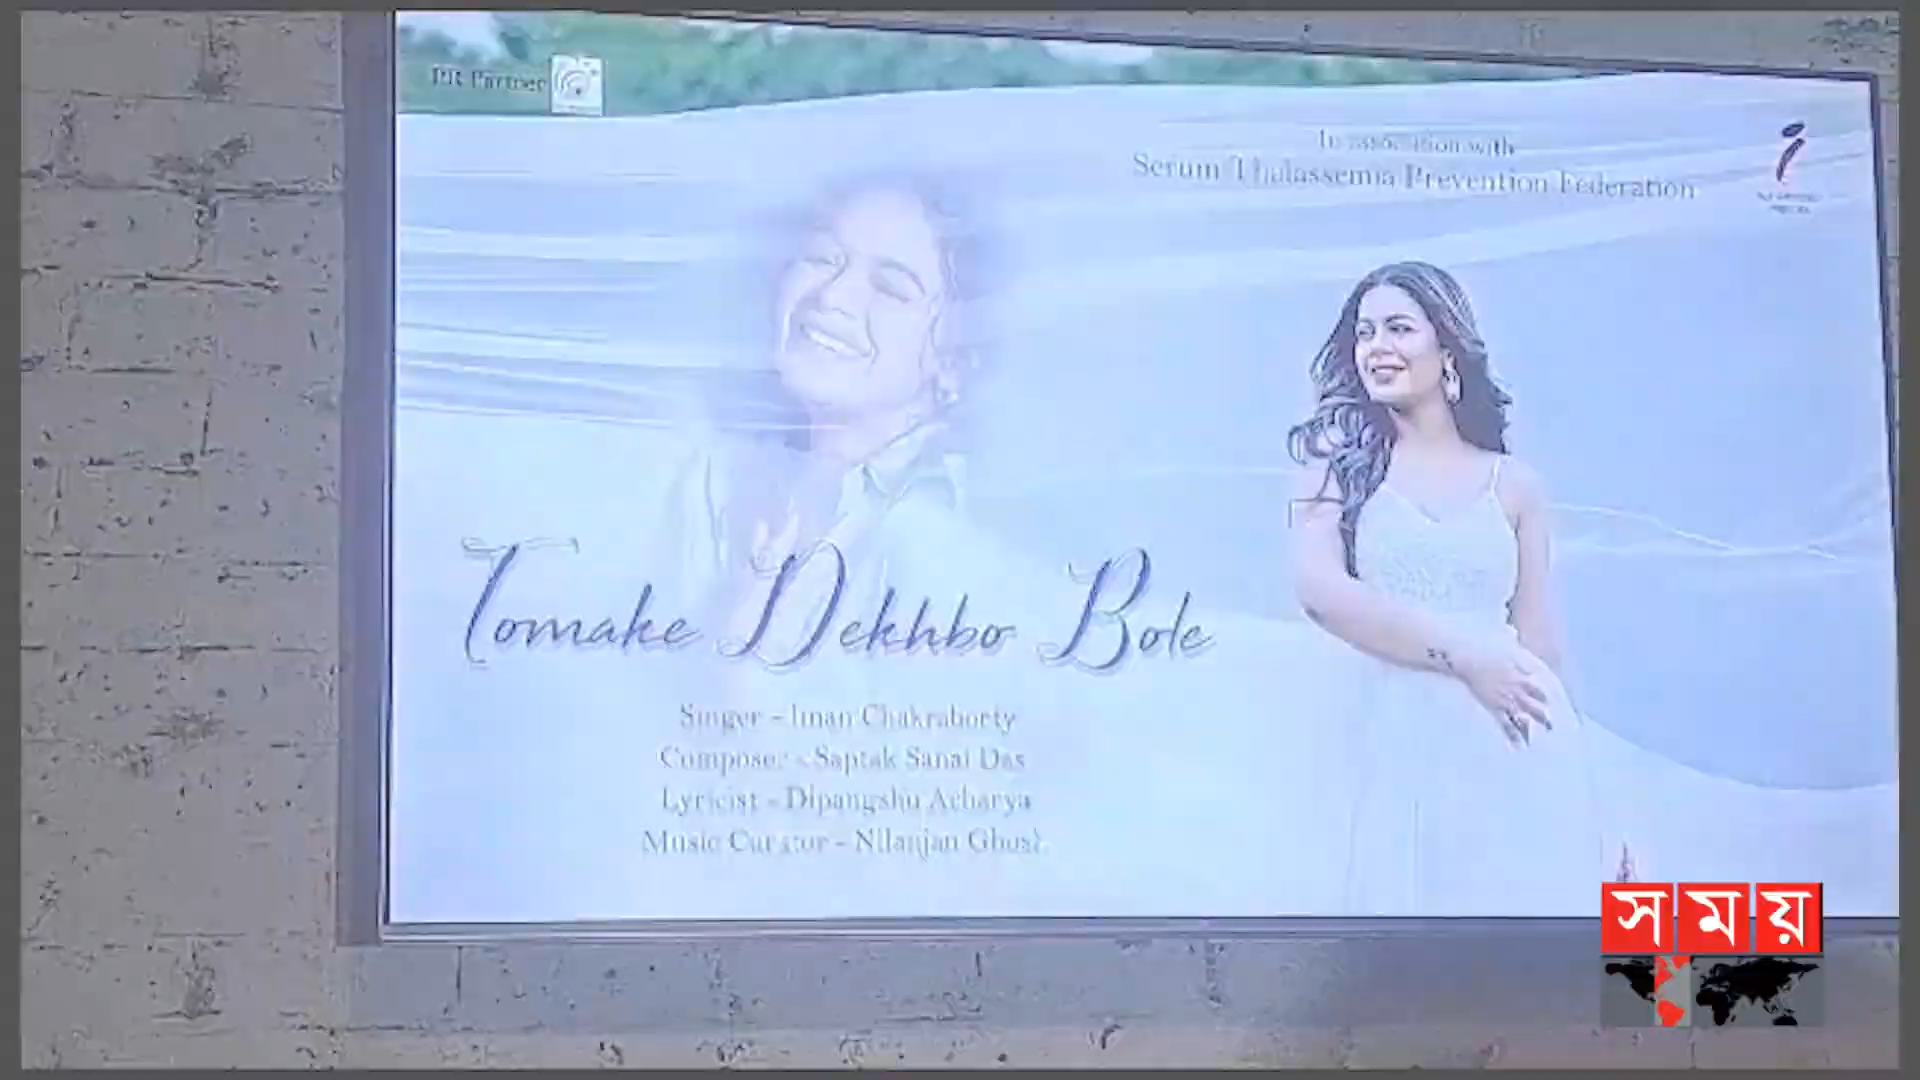 PR Partner
In association with
Serum Thalassemia Prevention Federation
Tomake Dekhbo Bole
Singer - Iman Chakraborty
Composer - Saptak Sanai Das
Lyricist - Dipangshu Acharya
Music Curator - Nilanjan Ghosh
সময়